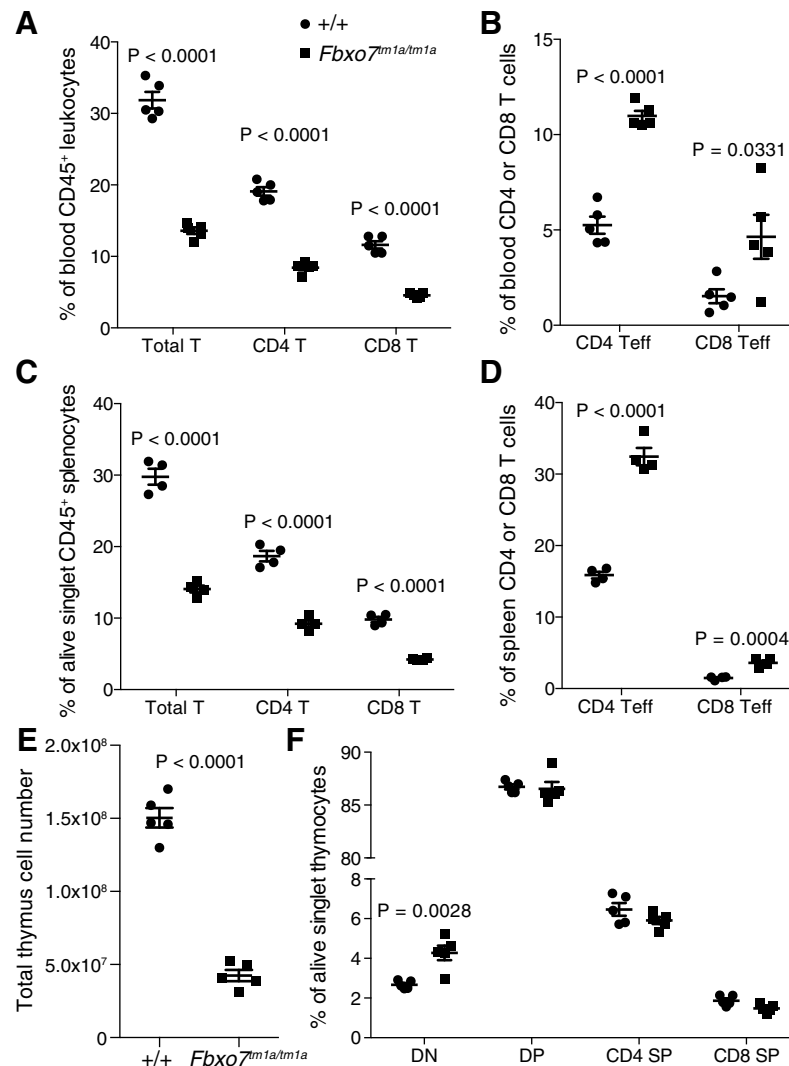 A
● +/+
■ Fbxo7tm1a/tm1a
% of blood CD45+ leukocytes
40
30
20
10
0
P < 0.0001
P < 0.0001
P < 0.0001
Total T
CD4 T
CD8 T
B
% of blood CD4 or CD8 T cells
15
10
5
0
P < 0.0001
P = 0.0331
CD4 Teff
CD8 Teff
C
% of alive singlet CD45+ splenocytes
40
30
20
10
0
P < 0.0001
P < 0.0001
P < 0.0001
Total T
CD4 T
CD8 T
D
% of spleen CD4 or CD8 T cells
40
30
20
10
0
P < 0.0001
P = 0.0004
CD4 Teff
CD8 Teff
E
Total thymus cell number
2.0x10⁸
1.5x10⁸
1.0x10⁸
5.0x10⁷
0
P < 0.0001
+/+
Fbxo7tm1a/tm1a
F
% of alive singlet thymocytes
90
85
80
8
6
4
2
0
P = 0.0028
DN
DP
CD4 SP
CD8 SP